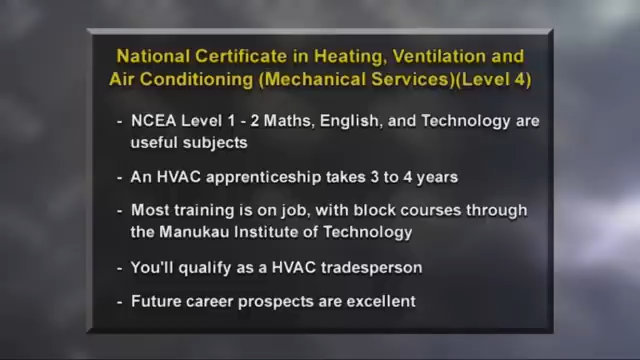 National Certificate in Heating, Ventilation and
Air Conditioning (Mechanical Services)(Level 4)
- NCEA Level 1 - 2 Maths, English, and Technology are
useful subjects
- An HVAC apprenticeship takes 3 to 4 years
- Most training is on job, with block courses through
the Manukau Institute of Technology
- You'll qualify as a HVAC tradesperson
- Future career prospects are excellent